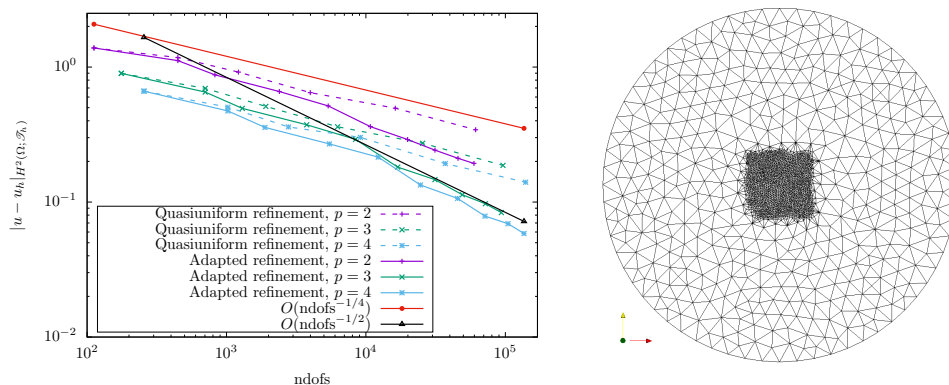 10^0
10^{-1}
10^{-2}
|u − u_h|_{H^2(Ω;𝒯_h)}
Quasiuniform refinement, p = 2
Quasiuniform refinement, p = 3
Quasiuniform refinement, p = 4
Adapted refinement, p = 2
Adapted refinement, p = 3
Adapted refinement, p = 4
O(ndofs^{−1/4})
O(ndofs^{−1/2})
10^2 10^3 10^4 10^5
ndofs